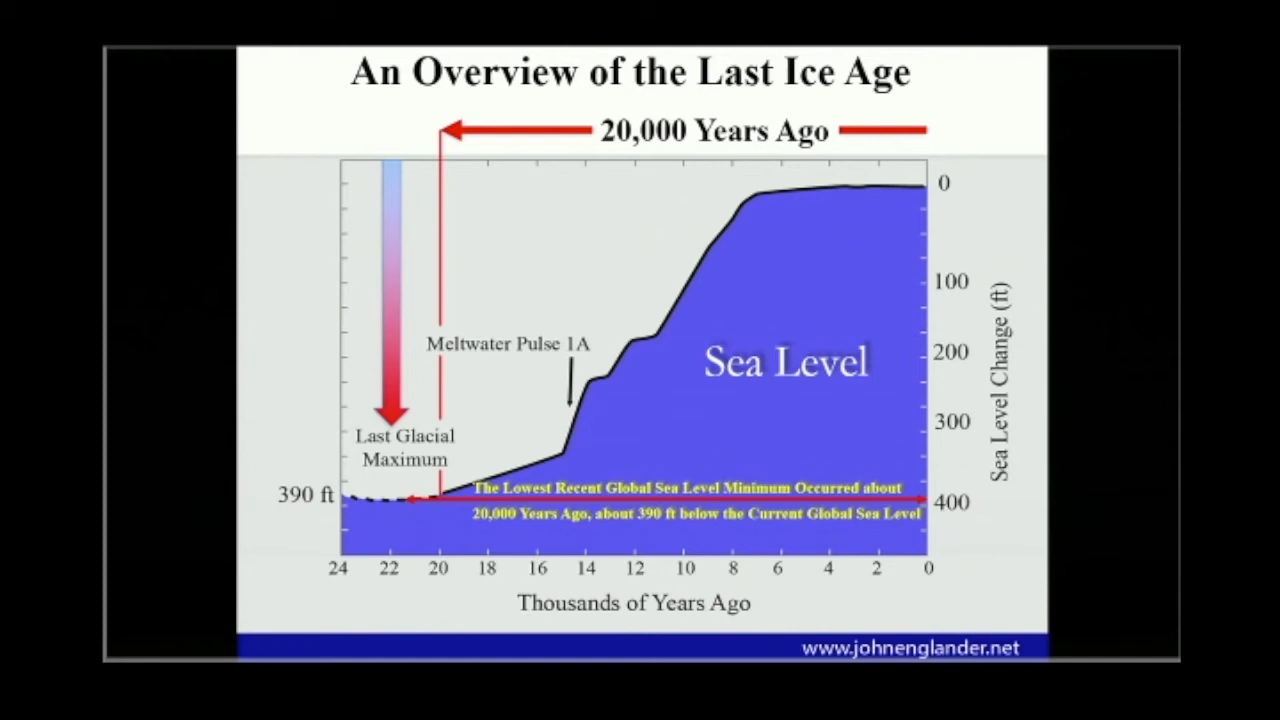 An Overview of the Last Ice Age
20,000 Years Ago
0
100
200
300
400
Sea Level Change (ft)
Meltwater Pulse 1A
Sea Level
Last Glacial
Maximum
390 ft
The Lowest Recent Global Sea Level Minimum Occurred about
20,000 Years Ago, about 390 ft below the Current Global Sea Level
24 22 20 18 16 14 12 10 8 6 4 2 0
Thousands of Years Ago
www.johnenglander.net